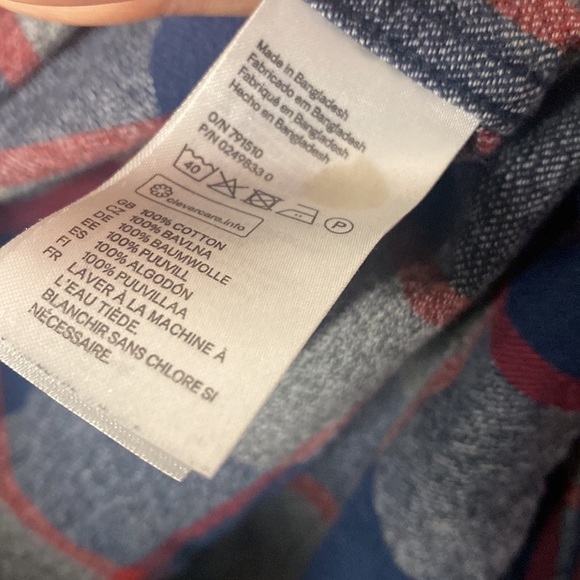 Made in Bangladesh
Fabricado em Bangladesh
Fabriqué en Bangladesh
Hecho en Bangladesh
O/N 791510
P/N 0249833 0
40
P
clevercare.info
GB 100% COTTON
CZ 100% BAVLNA
DE 100% BAUMWOLLE
EE 100% PUUVILL
ES 100% ALGODÓN
FI 100% PUUVILLAA
FR LAVER À LA MACHINE À
L'EAU TIÈDE.
BLANCHIR SANS CHLORE SI
NÉCESSAIRE.